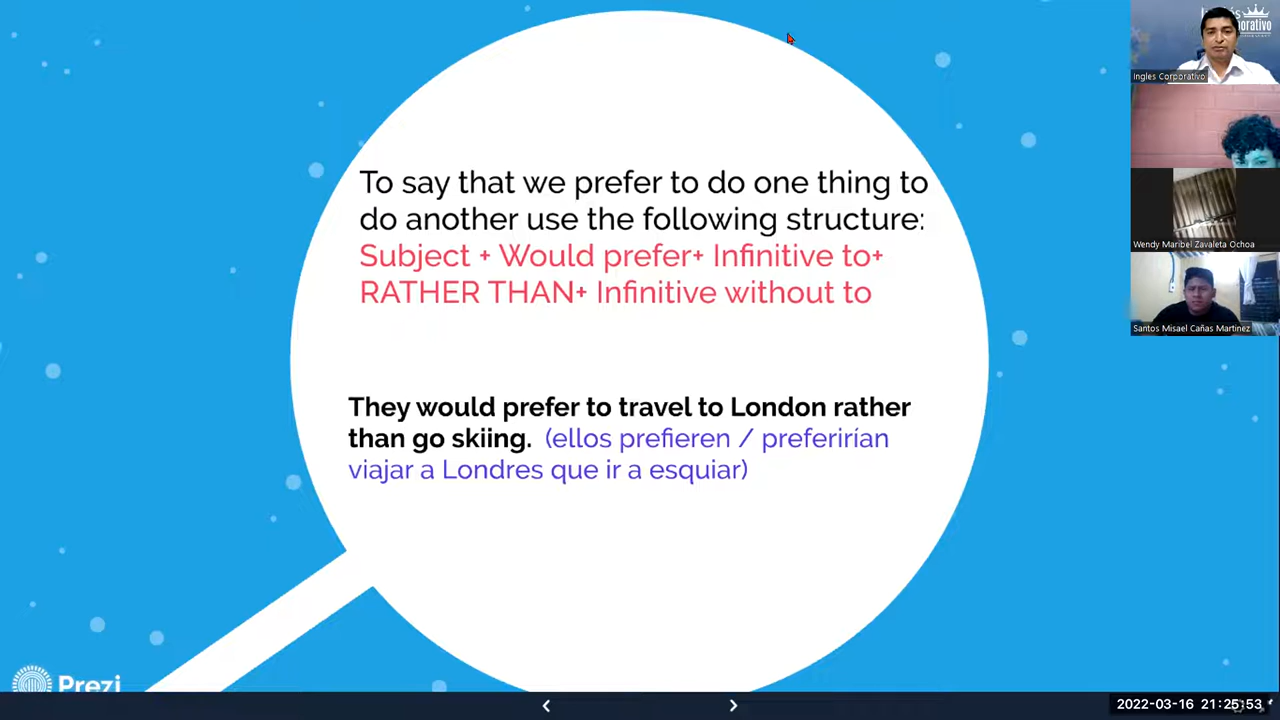 To say that we prefer to do one thing to
do another use the following structure:
Subject + Would prefer+ Infinitive to+
RATHER THAN+ Infinitive without to
They would prefer to travel to London rather
than go skiing. (ellos prefieren / preferirían
viajar a Londres que ir a esquiar)
Prezi
Ingles Corporativo
Wendy Maribel Zavaleta Ochoa
Santos Misael Cañas Martinez
2022-03-16 21:25:53